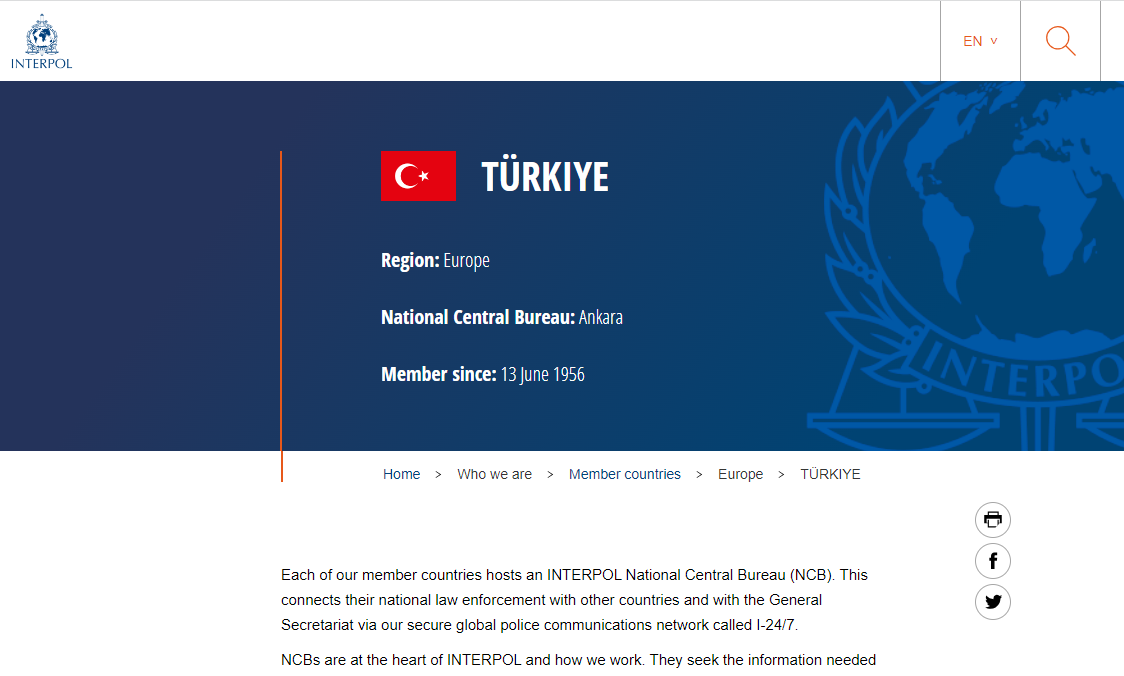 INTERPOL
EN v
TÜRKIYE
Region: Europe
National Central Bureau: Ankara
Member since: 13 June 1956
INTERPO
Home > Who we are > Member countries > Europe > TÜRKIYE
Each of our member countries hosts an INTERPOL National Central Bureau (NCB). This
connects their national law enforcement with other countries and with the General
Secretariat via our secure global police communications network called I-24/7.
NCBs are at the heart of INTERPOL and how we work. They seek the information needed